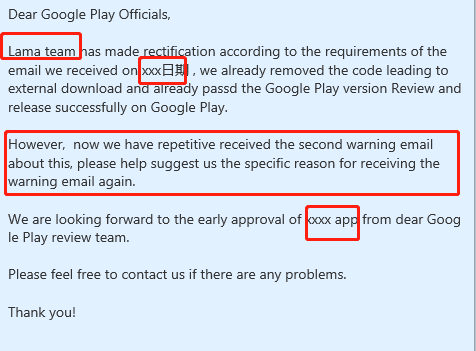 Dear Google Play Officials,
Lama team has made rectification according to the requirements of the
email we received on xxx日期 , we already removed the code leading to
external download and already passd the Google Play version Review and
release successfully on Google Play.
However,  now we have repetitive received the second warning email
about this, please help suggest us the specific reason for receiving the
warning email again.
We are looking forward to the early approval of xxxx app from dear Goog
le Play review team.
Please feel free to contact us if there are any problems.
Thank you!